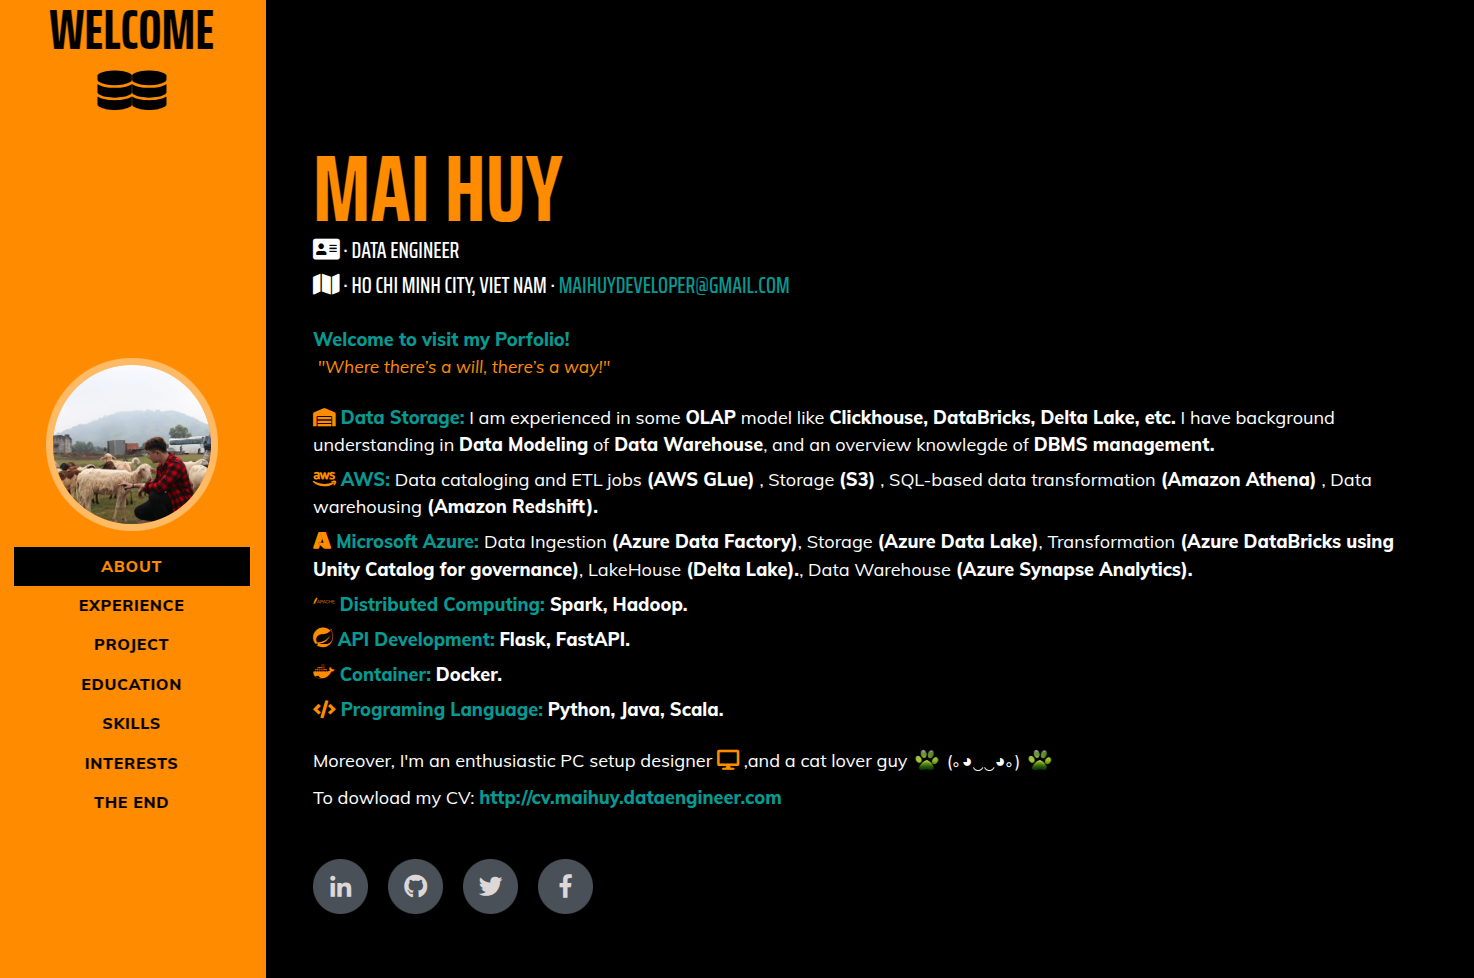 WELCOME
ABOUT
EXPERIENCE
PROJECT
EDUCATION
SKILLS
INTERESTS
THE END
MAI HUY
· DATA ENGINEER
· HO CHI MINH CITY, VIET NAM · MAIHUYDEVELOPER@GMAIL.COM
Welcome to visit my Porfolio!
"Where there's a will, there's a way!"
Data Storage: I am experienced in some OLAP model like Clickhouse, DataBricks, Delta Lake, etc. I have background
understanding in Data Modeling of Data Warehouse, and an overview knowlegde of DBMS management.
aws AWS: Data cataloging and ETL jobs (AWS GLue) , Storage (S3) , SQL-based data transformation (Amazon Athena) , Data
warehousing (Amazon Redshift).
Microsoft Azure: Data Ingestion (Azure Data Factory), Storage (Azure Data Lake), Transformation (Azure DataBricks using
Unity Catalog for governance), LakeHouse (Delta Lake)., Data Warehouse (Azure Synapse Analytics).
APACHE Distributed Computing: Spark, Hadoop.
API Development: Flask, FastAPI.
Container: Docker.
Programing Language: Python, Java, Scala.
Moreover, I'm an enthusiastic PC setup designer ,and a cat lover guy 🐾 (｡◕‿‿◕｡) 🐾
To dowload my CV: http://cv.maihuy.dataengineer.com
in
f